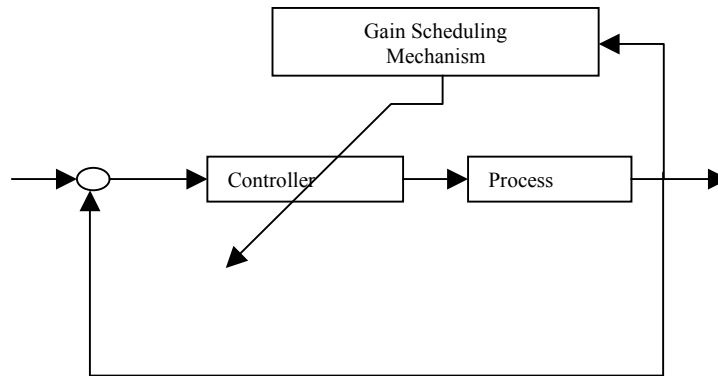 Gain Scheduling
Mechanism
Controller
Process